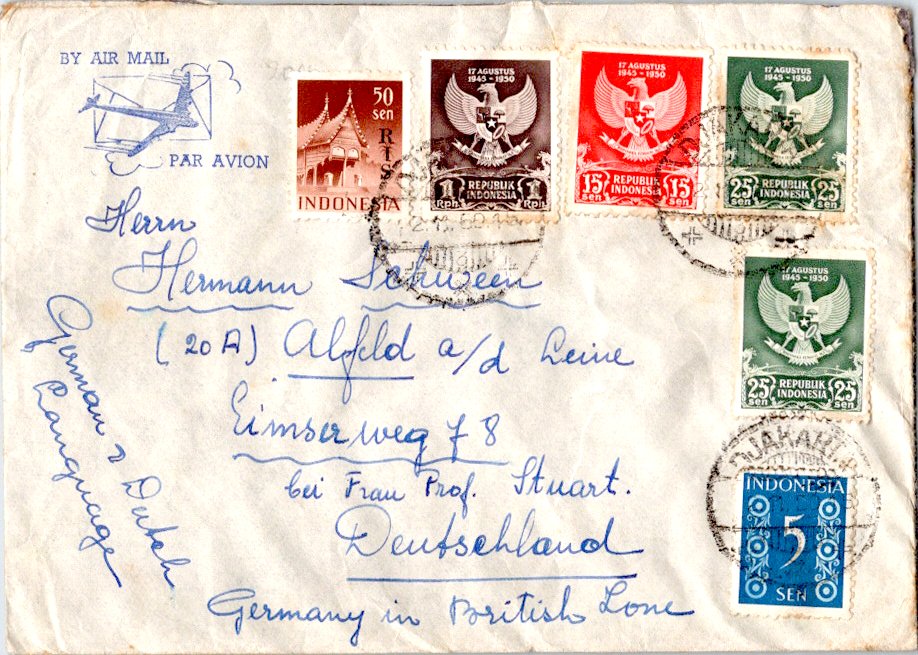 BY AIR MAIL
PAR AVION
50
sen
RIS
INDONESIA
17 AGUSTUS
1945 - 1950
1 REPUBLIK 1
Rph. INDONESIA Rph.
17 AGUSTUS
1945 - 1950
15 REPUBLIK 15
sen INDONESIA sen
17 AGUSTUS
1945 - 1950
25 REPUBLIK 25
sen INDONESIA sen
Herrn
Hermann
(20A) Alfeld a/d Leine
Eimserweg 78
bei Frau Prof. Stuart.
Deutschland
Germany in British Zone
German & Dutch
Language
17 AGUSTUS
1945 - 1950
25 REPUBLIK 25
sen INDONESIA sen
DJAKARTA
INDONESIA
5
SEN